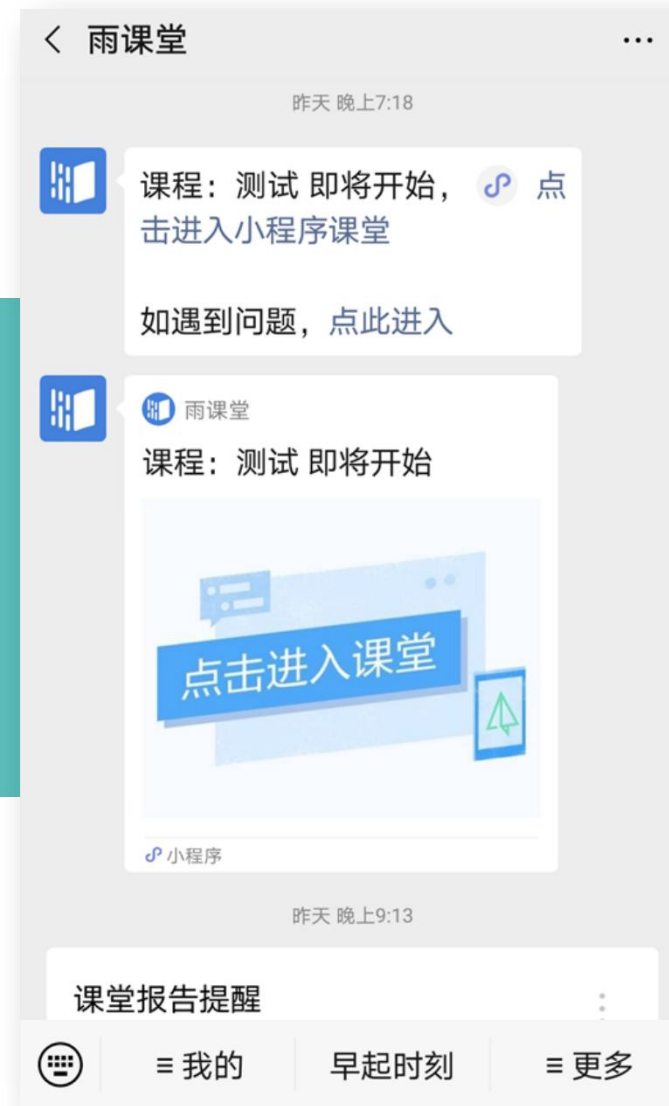 雨课堂
昨天 晚上7:18
课程：测试 即将开始， 点
击进入小程序课堂
如遇到问题，点此进入
雨课堂
课程：测试 即将开始
点击进入课堂
小程序
昨天 晚上9:13
课堂报告提醒
我的 早起时刻 更多